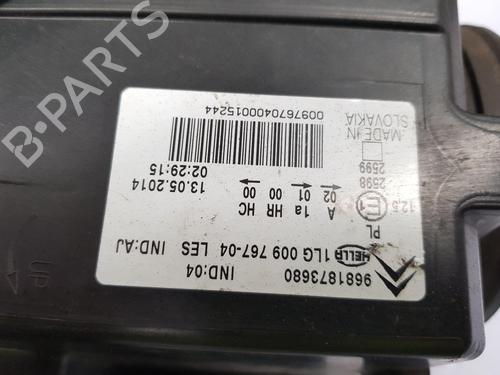 9681873680 IND:04
HELLA 1LG 009 767-04 LES IND:AJ
12,5 E1 A 1a HR HC
02 01 00 00
PL 2598
2599
13.05.2014
02:29:15
MADE IN
SLOVAKIA
00976704000015244
B-PARTS